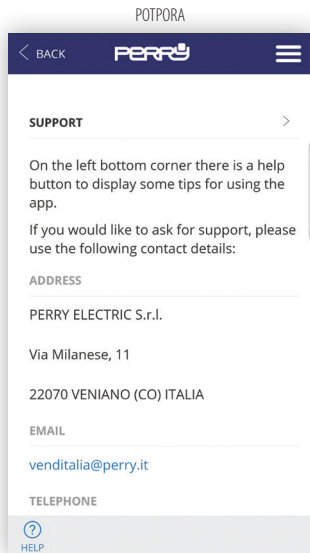 POTPORA
BACK
PERRY
SUPPORT
On the left bottom corner there is a help
button to display some tips for using the
app.
If you would like to ask for support, please
use the following contact details:
ADDRESS
PERRY ELECTRIC S.r.l.
Via Milanese, 11
22070 VENIANO (CO) ITALIA
EMAIL
venditalia@perry.it
TELEPHONE
?
HELP